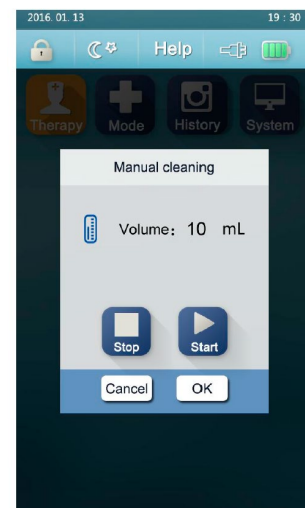 2016. 01. 13 19 : 30
Help
Therapy Mode History System
Manual cleaning
Volume: 10 mL
Stop Start
Cancel OK